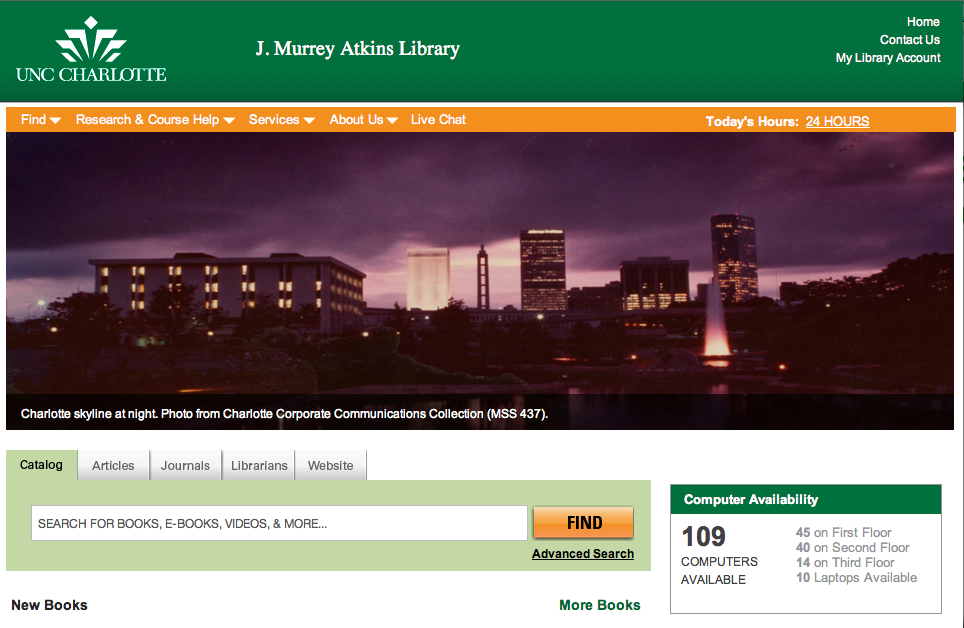 Home
Contact Us
My Library Account
UNC CHARLOTTE
J. Murrey Atkins Library
Find Research & Course Help Services About Us Live Chat
Today's Hours: 24 HOURS
Charlotte skyline at night. Photo from Charlotte Corporate Communications Collection (MSS 437).
Catalog Articles Journals Librarians Website
SEARCH FOR BOOKS, E-BOOKS, VIDEOS, & MORE...
FIND
Advanced Search
Computer Availability
109
COMPUTERS
AVAILABLE
45 on First Floor
40 on Second Floor
14 on Third Floor
10 Laptops Available
New Books
More Books